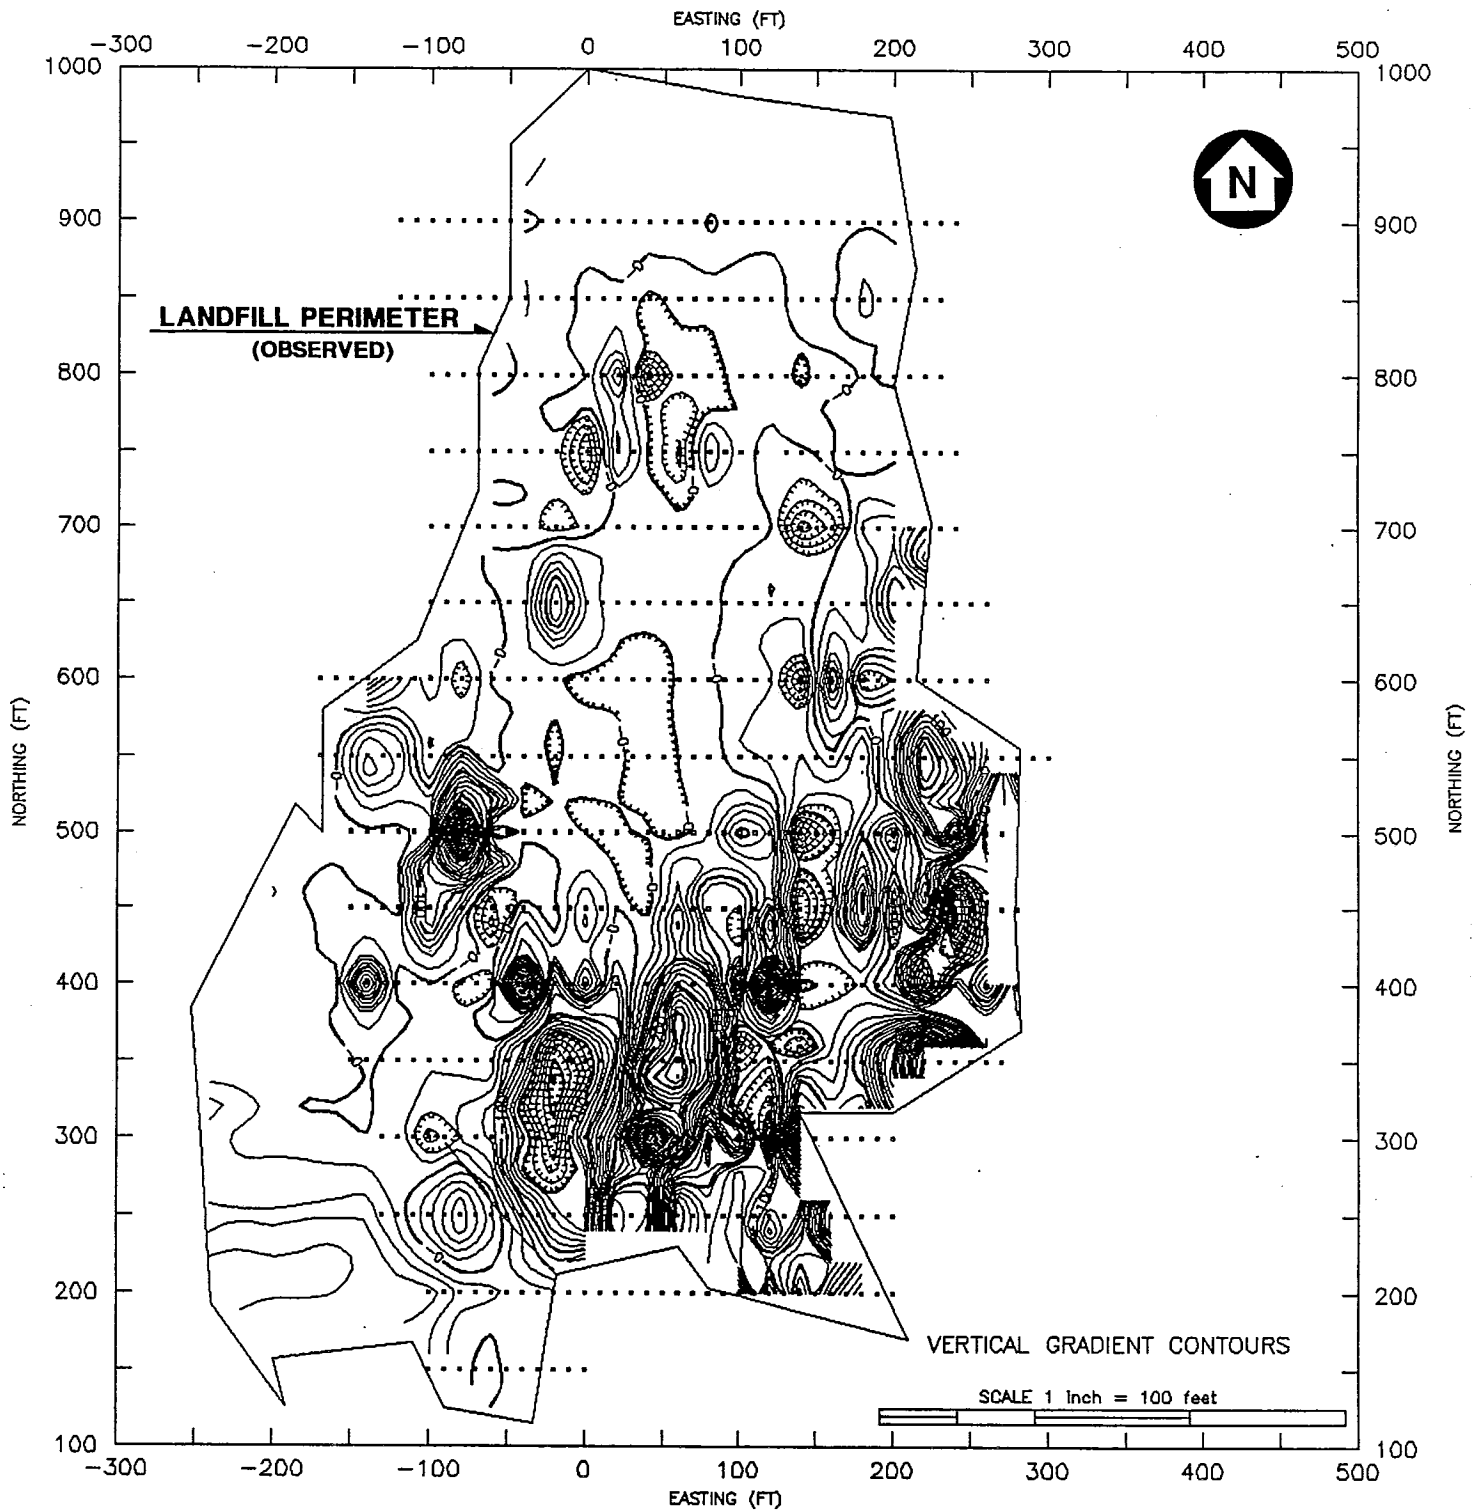 EASTING (FT)
-300 -200 -100 0 100 200 300 400 500
1000 1000
N
900 900
LANDFILL PERIMETER
(OBSERVED)
800 800
700 700
600 600
NORTHING (FT)
NORTHING (FT)
500 500
400 400
300 300
200 200
VERTICAL GRADIENT CONTOURS
SCALE 1 inch = 100 feet
100 100
-300 -200 -100 0 100 200 300 400 500
EASTING (FT)